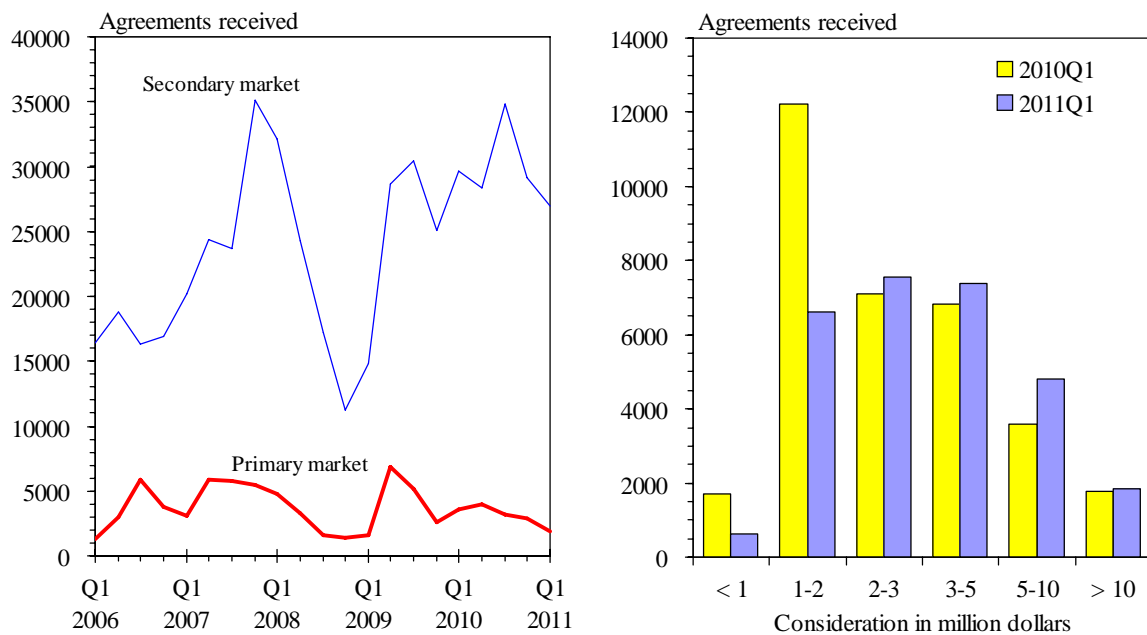 Agreements received
40000
35000
30000
25000
20000
15000
10000
5000
0
Secondary market
Primary market
Q1 Q1 Q1 Q1 Q1 Q1
2006 2007 2008 2009 2010 2011
Agreements received
14000
12000
10000
8000
6000
4000
2000
0
2010Q1
2011Q1
< 1 1-2 2-3 3-5 5-10 > 10
Consideration in million dollars